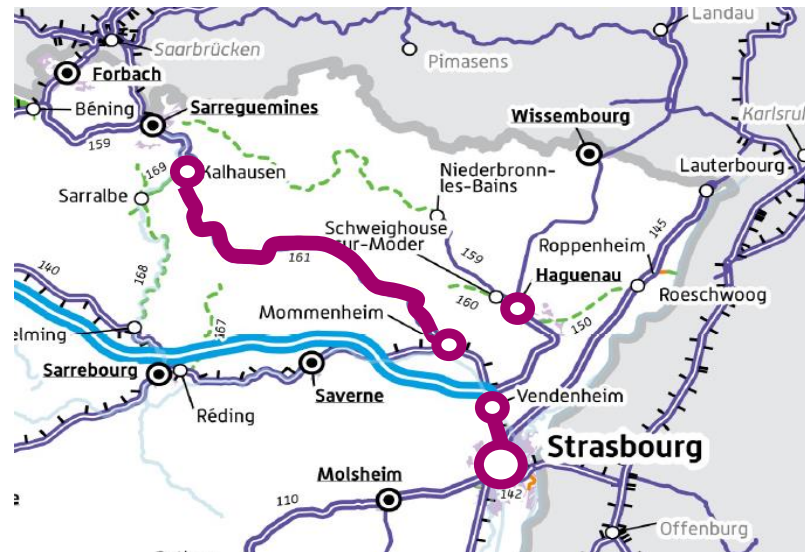 Landau
Saarbrücken
Pimasens
Forbach
Béning
Sarreguemines
Wissembourg
Karlsru
159
169
Kalhausen
Niederbronn-
les-Bains
Lauterbourg
Sarralbe
Schweighouse
sur-Moder
159
Roppenheim
145
161
Haguenau
140
168
160
Roeschwoog
Mommenheim
150
elming
167
Sarrebourg
Saverne
Vendenheim
Réding
Strasbourg
Molsheim
e
110
142
Offenburg